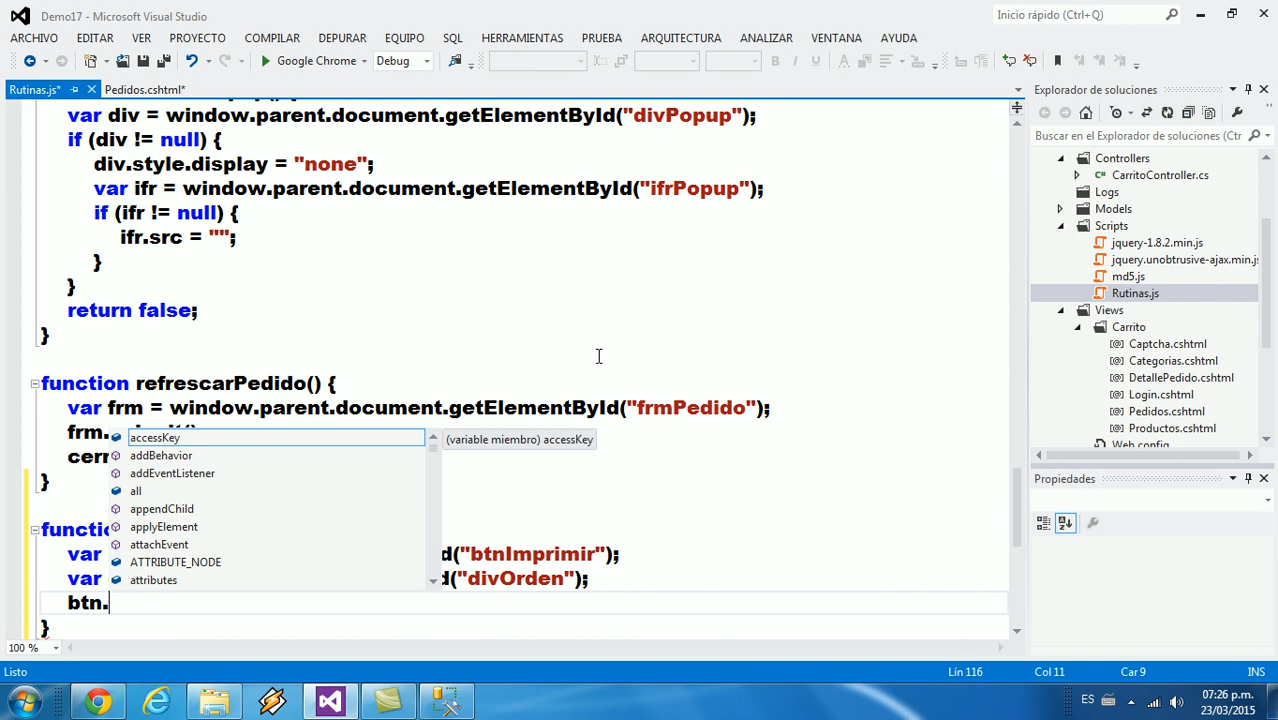 Demo17 - Microsoft Visual Studio
Inicio rápido (Ctrl+Q)
ARCHIVO EDITAR VER PROYECTO COMPILAR DEPURAR EQUIPO SQL HERRAMIENTAS PRUEBA ARQUITECTURA ANALIZAR VENTANA AYUDA
Google Chrome Debug
Rutinas.js* Pedidos.cshtml*
var div = window.parent.document.getElementById("divPopup");
if (div != null) {
div.style.display = "none";
var ifr = window.parent.document.getElementById("ifrPopup");
if (ifr != null) {
ifr.src = "";
}
}
return false;
}
function refrescarPedido() {
var frm = window.parent.document.getElementById("frmPedido");
frm.
cerr
}
functio
var d("btnImprimir");
var d("divOrden");
btn.
}
accessKey
addBehavior
addEventListener
all
appendChild
applyElement
attachEvent
ATTRIBUTE_NODE
attributes
(variable miembro) accessKey
100 %
Explorador de soluciones
Buscar en el Explorador de soluciones (Ctr
Controllers
CarritoController.cs
Logs
Models
Scripts
jquery-1.8.2.min.js
jquery.unobtrusive-ajax.min.js
md5.js
Rutinas.js
Views
Carrito
Captcha.cshtml
Categorias.cshtml
DetallePedido.cshtml
Login.cshtml
Pedidos.cshtml
Productos.cshtml
Web.config
Propiedades
Listo Lín 116 Col 11 Car 9 INS
ES 07:26 p.m.
23/03/2015